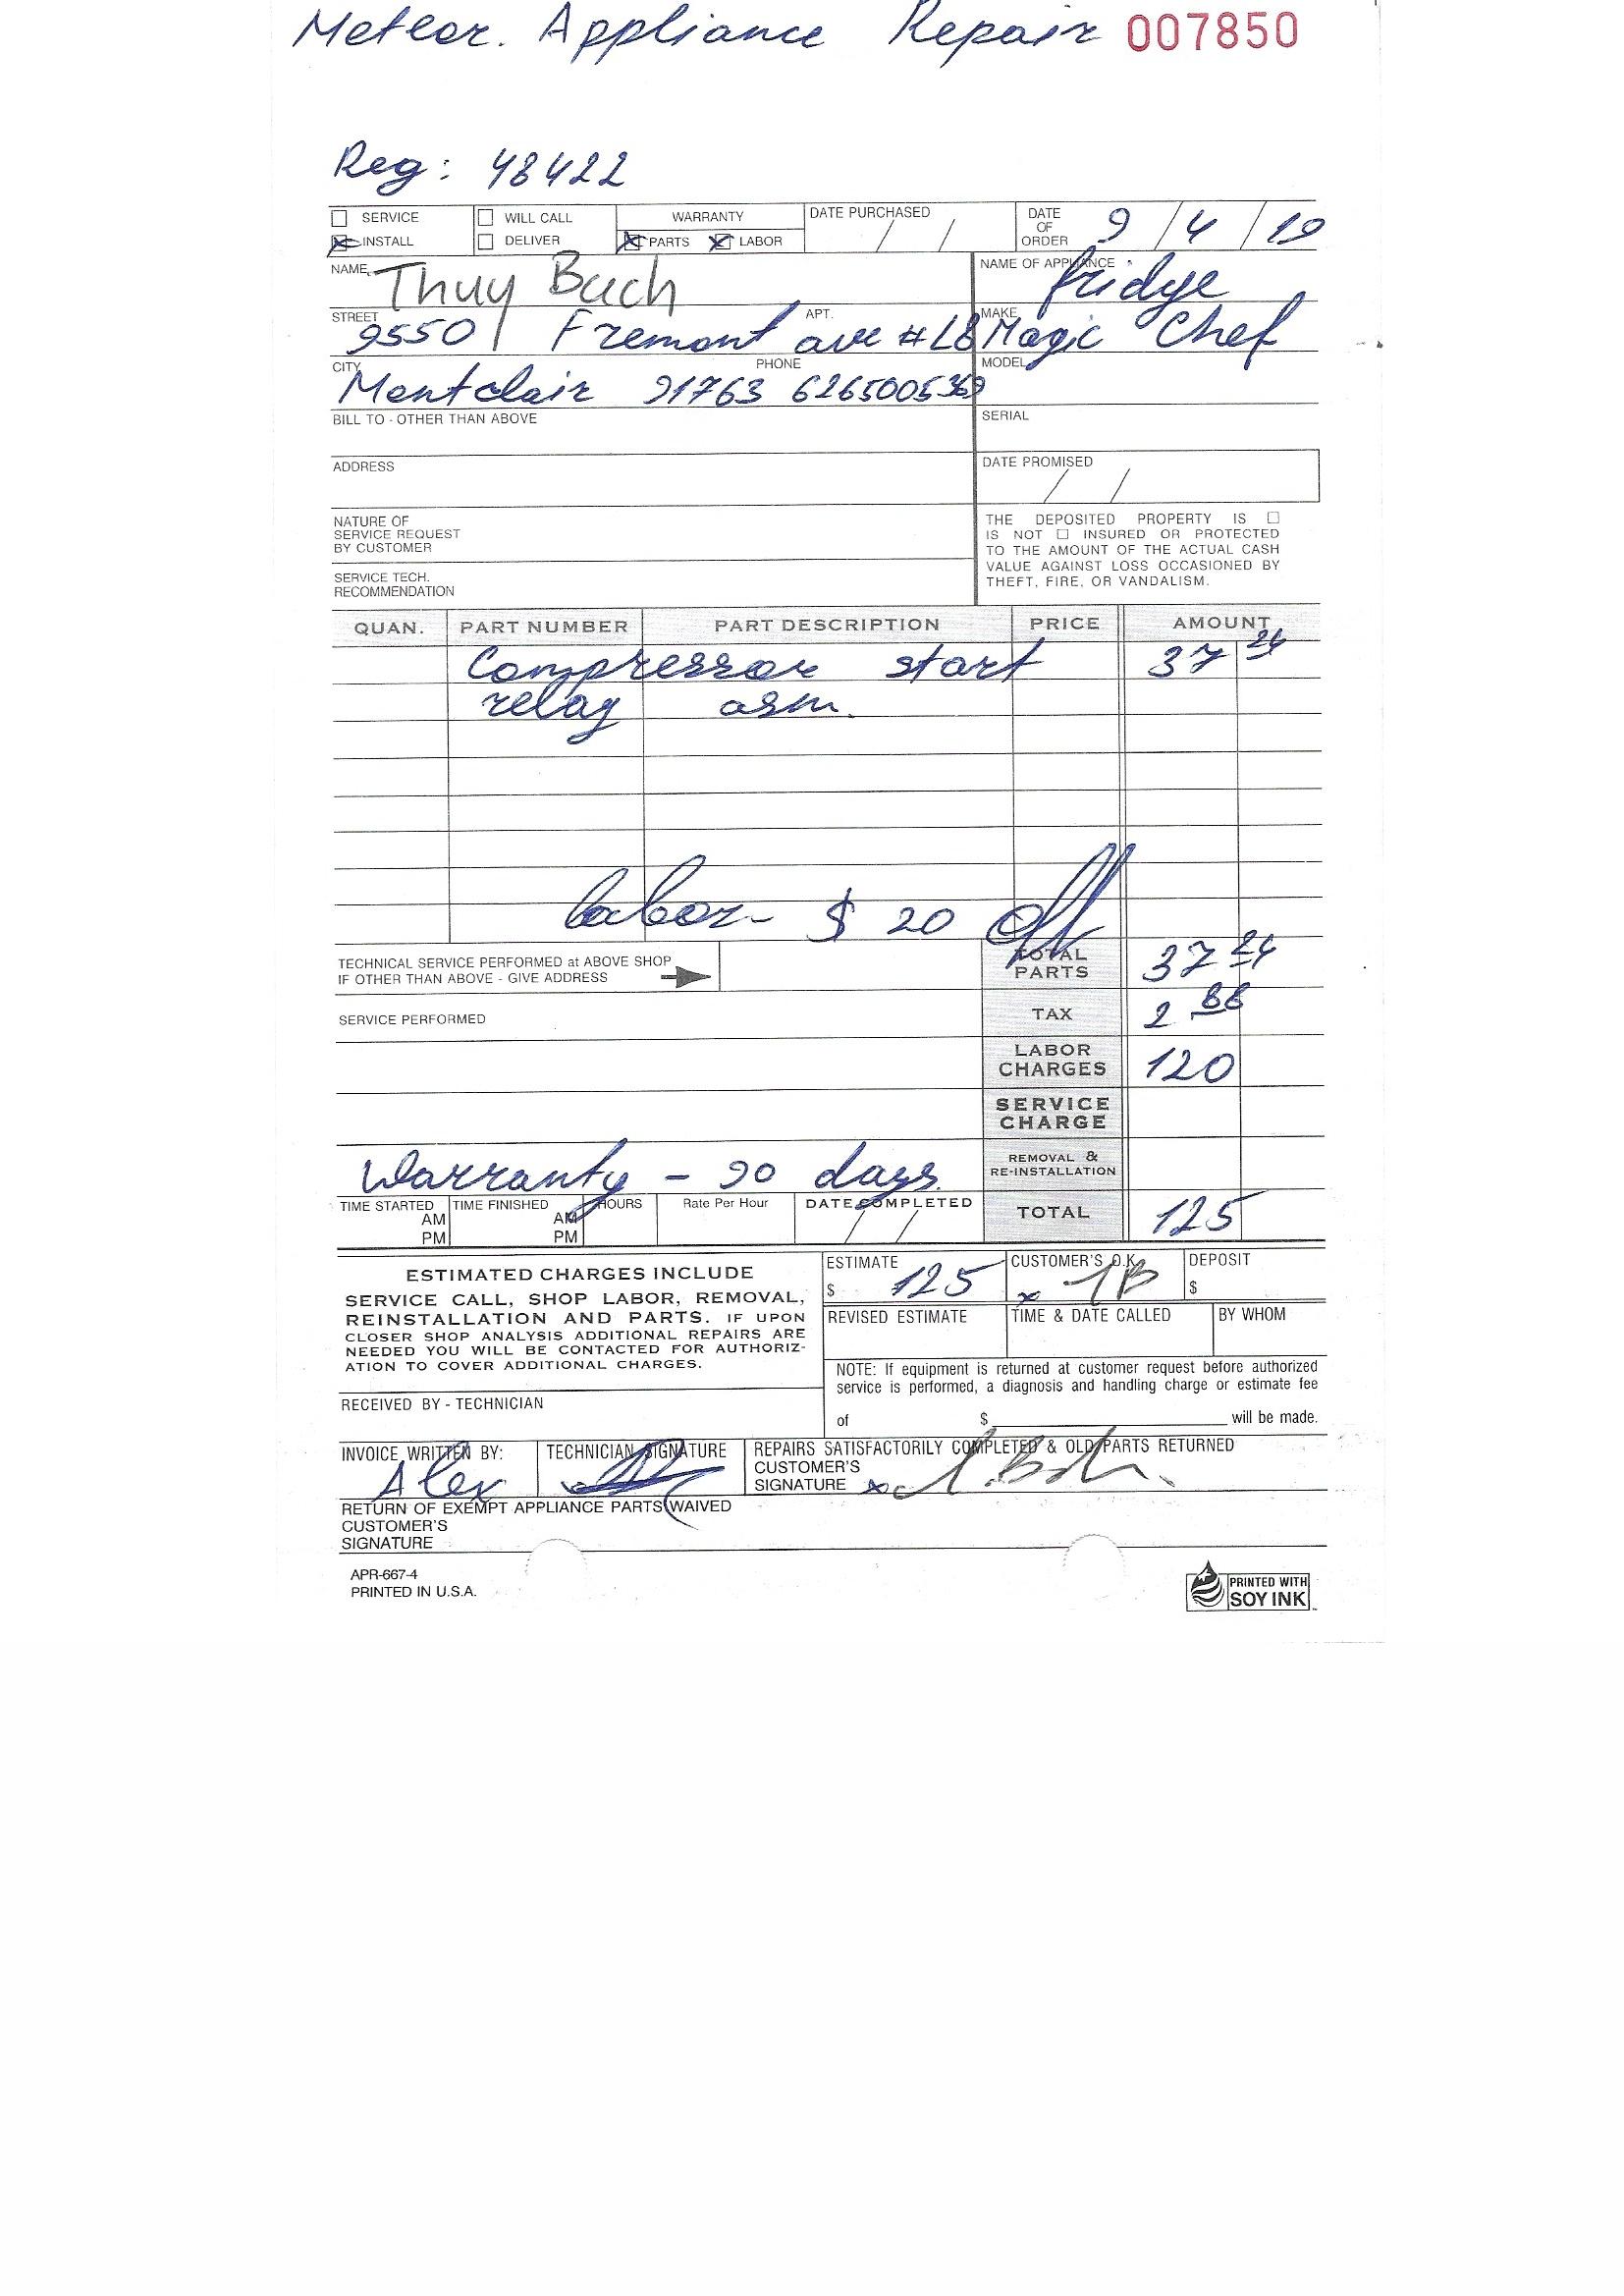 Meteor. Appliance Repair 007850
Reg: 48422
SERVICE WILL CALL WARRANTY DATE PURCHASED / / DATE OF ORDER 9/4/19
INSTALL DELIVER PARTS LABOR
NAME Thuy Bach NAME OF APPLIANCE fridge
STREET 9550 Fremont ave APT. #L8 MAKE Magic Chef
CITY Montclair 91763 PHONE 6265005369 MODEL
BILL TO - OTHER THAN ABOVE SERIAL
ADDRESS DATE PROMISED / /
NATURE OF
SERVICE REQUEST
BY CUSTOMER
SERVICE TECH.
RECOMMENDATION
THE DEPOSITED PROPERTY IS ☐
IS NOT ☐ INSURED OR PROTECTED
TO THE AMOUNT OF THE ACTUAL CASH
VALUE AGAINST LOSS OCCASIONED BY
THEFT, FIRE, OR VANDALISM.
QUAN. PART NUMBER PART DESCRIPTION PRICE AMOUNT
Compressor start 37 24
relay asm.
labor - $ 20 off
TECHNICAL SERVICE PERFORMED at ABOVE SHOP
IF OTHER THAN ABOVE - GIVE ADDRESS
TOTAL PARTS 37 24
SERVICE PERFORMED
TAX 2 88
LABOR CHARGES 120
SERVICE CHARGE
Warranty - 90 days
REMOVAL & RE-INSTALLATION
TIME STARTED AM PM TIME FINISHED AM PM HOURS Rate Per Hour DATE COMPLETED / / TOTAL 125
ESTIMATED CHARGES INCLUDE
SERVICE CALL, SHOP LABOR, REMOVAL,
REINSTALLATION AND PARTS. IF UPON
CLOSER SHOP ANALYSIS ADDITIONAL REPAIRS ARE
NEEDED YOU WILL BE CONTACTED FOR AUTHORIZ-
ATION TO COVER ADDITIONAL CHARGES.
ESTIMATE $ 125 CUSTOMER'S O.K. x TB DEPOSIT $
REVISED ESTIMATE TIME & DATE CALLED BY WHOM
NOTE: If equipment is returned at customer request before authorized
service is performed, a diagnosis and handling charge or estimate fee
of $ will be made.
RECEIVED BY - TECHNICIAN
INVOICE WRITTEN BY: Alex TECHNICIAN SIGNATURE REPAIRS SATISFACTORILY COMPLETED & OLD PARTS RETURNED
CUSTOMER'S
SIGNATURE x
RETURN OF EXEMPT APPLIANCE PARTS WAIVED
CUSTOMER'S
SIGNATURE
APR-667-4
PRINTED IN U.S.A.
PRINTED WITH
SOY INK